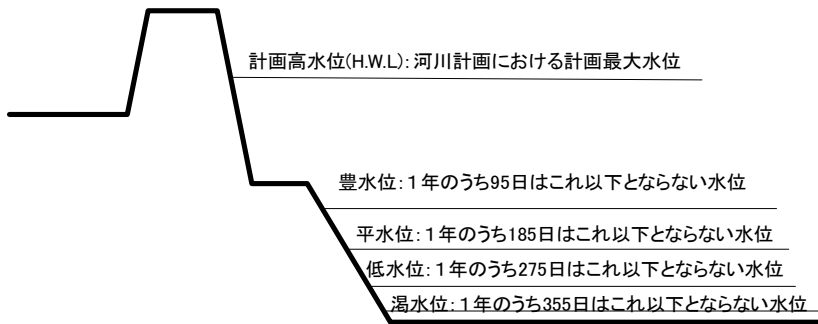 計画高水位(H.W.L):河川計画における計画最大水位
豊水位:1年のうち95日はこれ以下とならない水位
平水位:1年のうち185日はこれ以下とならない水位
低水位:1年のうち275日はこれ以下とならない水位
渇水位:1年のうち355日はこれ以下とならない水位